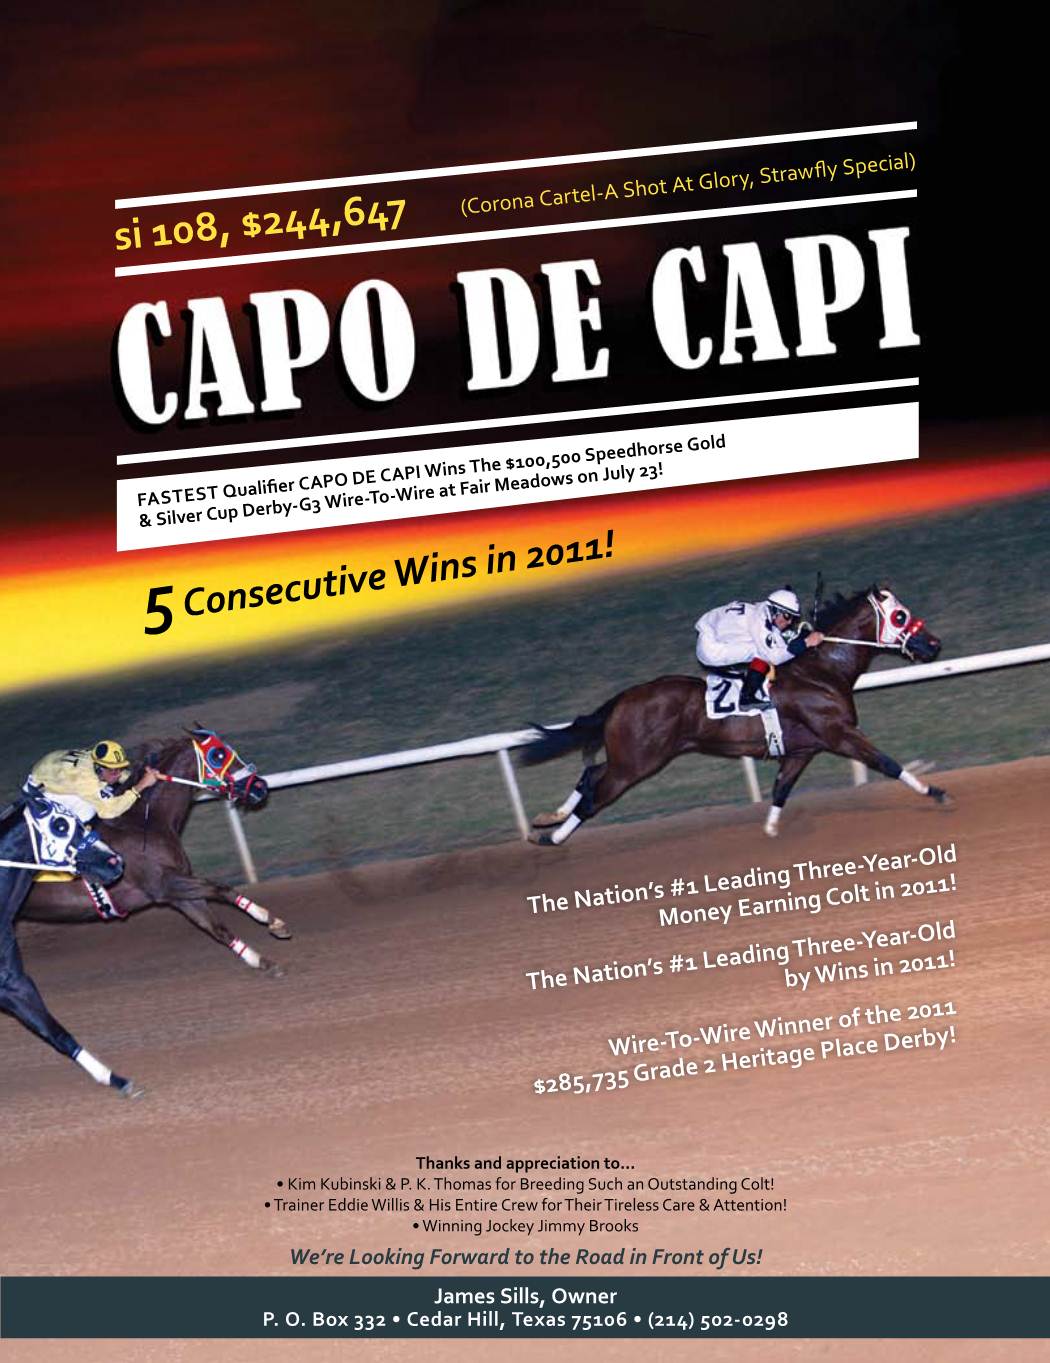 si 108, $244,647 (Corona Cartel-A Shot At Glory, Strawfly Special)
CAPO DE CAPI
FASTEST Qualifier CAPO DE CAPI Wins The $100,500 Speedhorse Gold
& Silver Cup Derby-G3 Wire-To-Wire at Fair Meadows on July 23!
5 Consecutive Wins in 2011!
2
The Nation's #1 Leading Three-Year-Old
Money Earning Colt in 2011!
The Nation's #1 Leading Three-Year-Old
by Wins in 2011!
Wire-To-Wire Winner of the 2011
$285,735 Grade 2 Heritage Place Derby!
Thanks and appreciation to...
• Kim Kubinski & P. K. Thomas for Breeding Such an Outstanding Colt!
• Trainer Eddie Willis & His Entire Crew for Their Tireless Care & Attention!
• Winning Jockey Jimmy Brooks
We're Looking Forward to the Road in Front of Us!
James Sills, Owner
P. O. Box 332 • Cedar Hill, Texas 75106 • (214) 502-0298